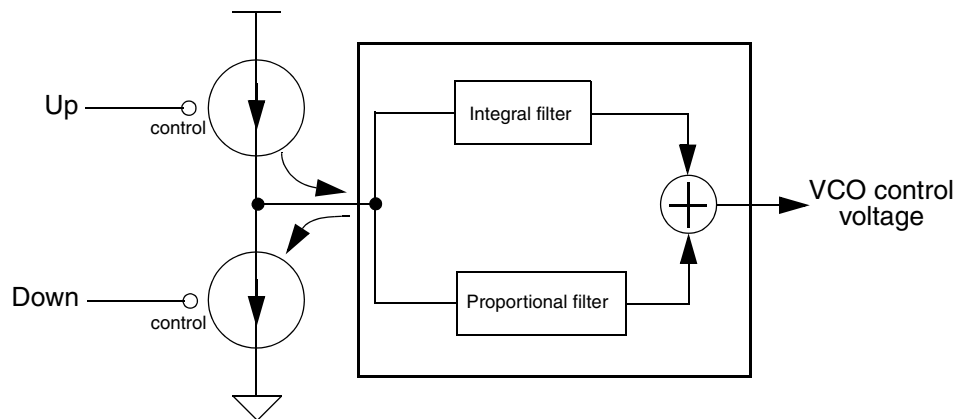 Up
control
Integral filter
VCO control
voltage
Down
control
Proportional filter